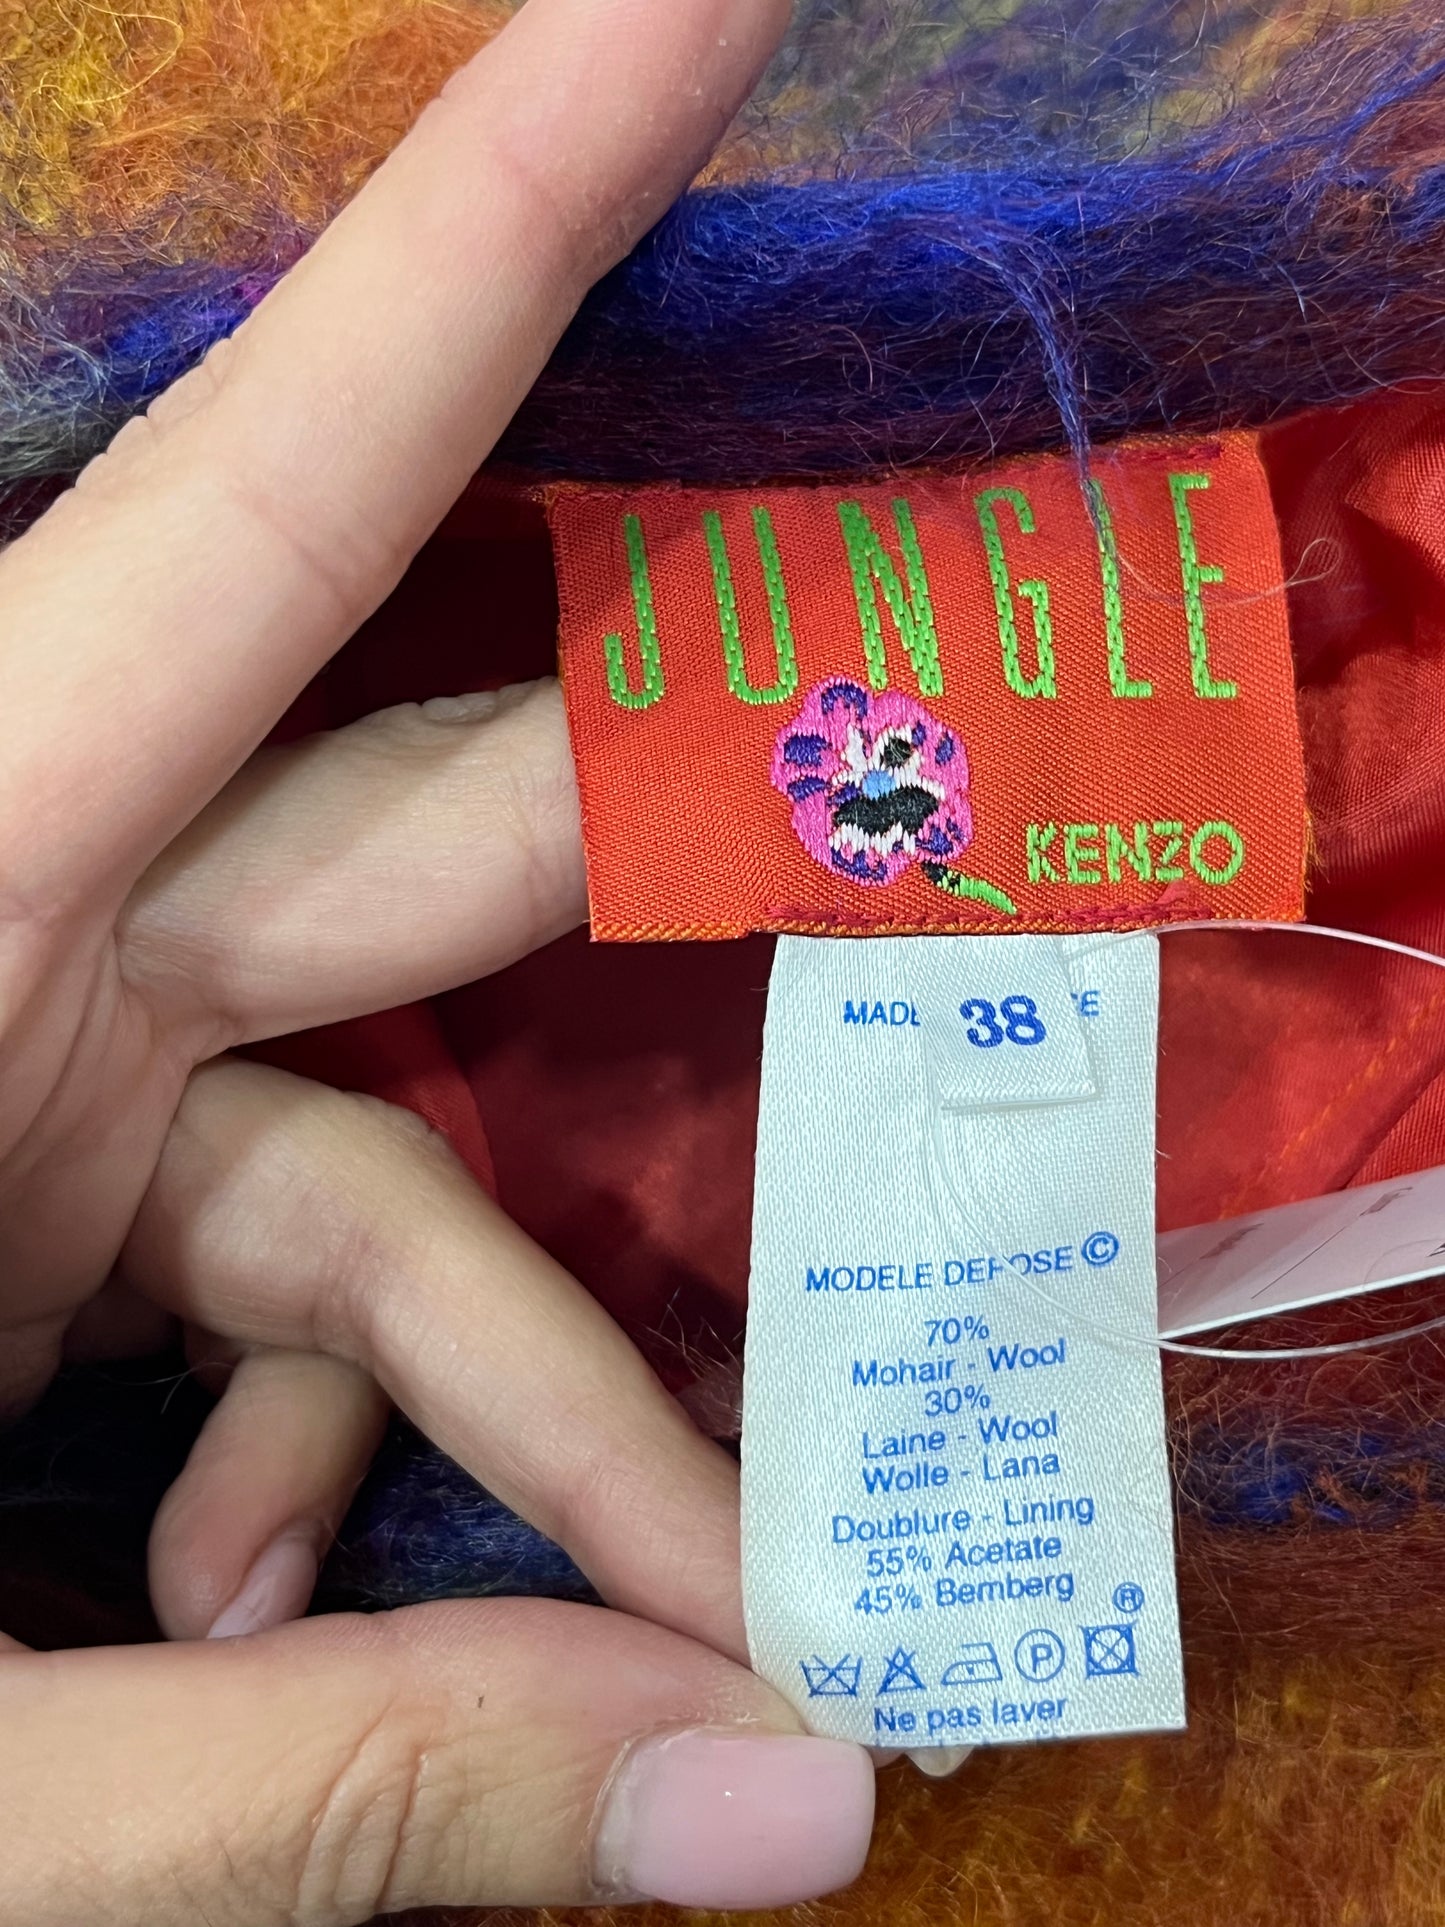 JUNGLE
KENZO
38
MODELE DEPOSE ©
70%
Mohair - Wool
30%
Laine - Wool
Wolle - Lana
Doublure - Lining
55% Acetate
45% Bemberg ®
P
Ne pas laver